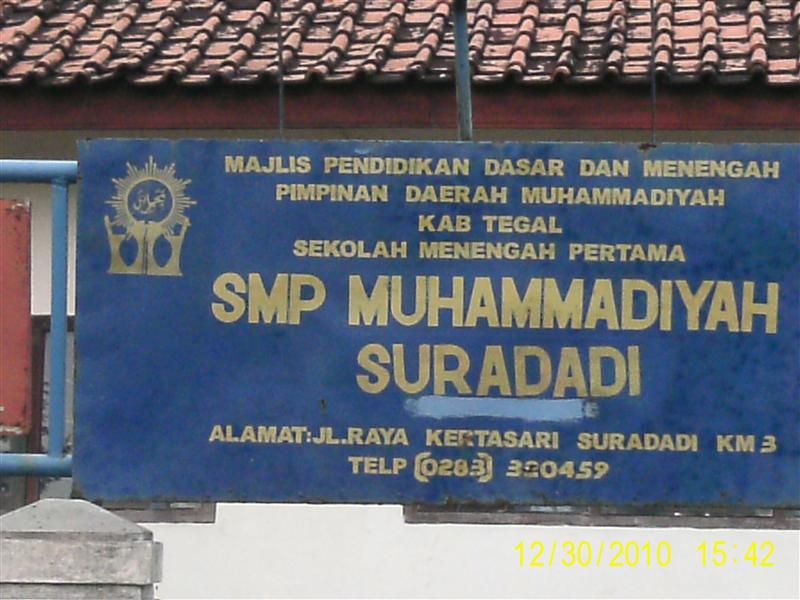 MAJLIS PENDIDIKAN DASAR DAN MENENGAH
PIMPINAN DAERAH MUHAMMADIYAH
KAB TEGAL
SEKOLAH MENENGAH PERTAMA
SMP MUHAMMADIYAH
SURADADI
ALAMAT:JL.RAYA KERTASARI SURADADI KM 3
TELP (0283) 320459
12/30/2010 15:42